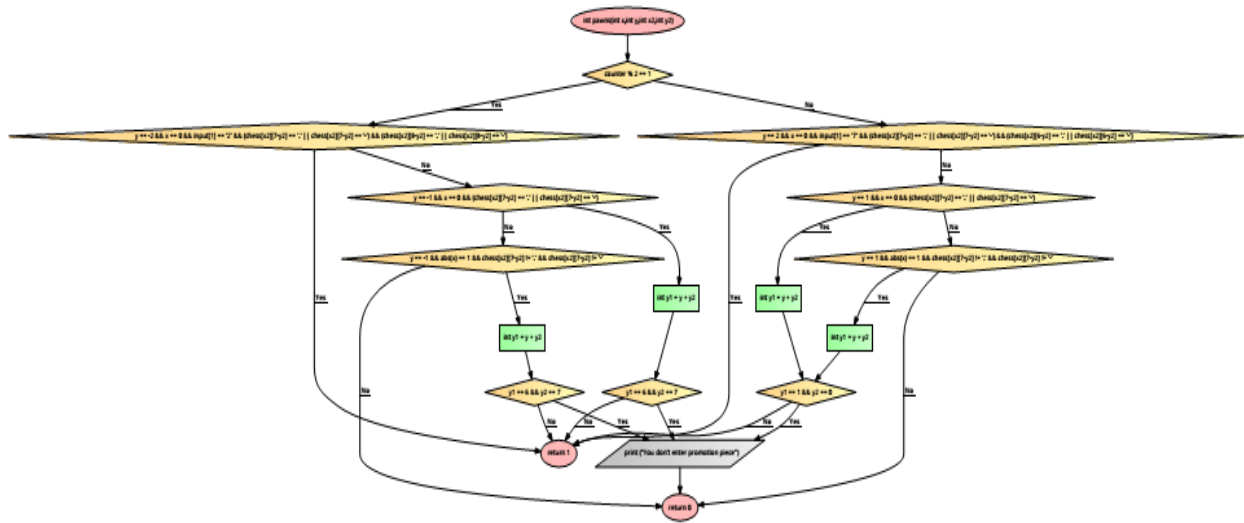 int pawns(int x,int y,int x2,int y2)
counter % 2 == 1
Yes
No
y == -2 && x == 0 && input[1] == '2' && (chess[x2][7-y2] == '.' || chess[x2][7-y2] == '-') && (chess[x2][6-y2] == '.' || chess[x2][6-y2] == '-')
y == 2 && x == 0 && input[1] == '7' && (chess[x2][7-y2] == '.' || chess[x2][7-y2] == '-') && (chess[x2][6-y2] == '.' || chess[x2][6-y2] == '-')
No
No
y == -1 && x == 0 && (chess[x2][7-y2] == '.' || chess[x2][7-y2] == '-')
y == 1 && x == 0 && (chess[x2][7-y2] == '.' || chess[x2][7-y2] == '-')
No
Yes
Yes
No
y == -1 && abs(x) == 1 && chess[x2][7-y2] != '.' && chess[x2][7-y2] != '-'
y == 1 && abs(x) == 1 && chess[x2][7-y2] != '.' && chess[x2][7-y2] != '-'
Yes
Yes
Yes
Yes
int y1 = y + y2
int y1 = y + y2
int y1 = y + y2
int y1 = y + y2
No
No
y1 == 6 && y2 == 7
y1 == 6 && y2 == 7
y1 == 1 && y2 == 0
No
Yes
No
Yes
No
Yes
return 1
print ("You don't enter promotion piece")
return 0